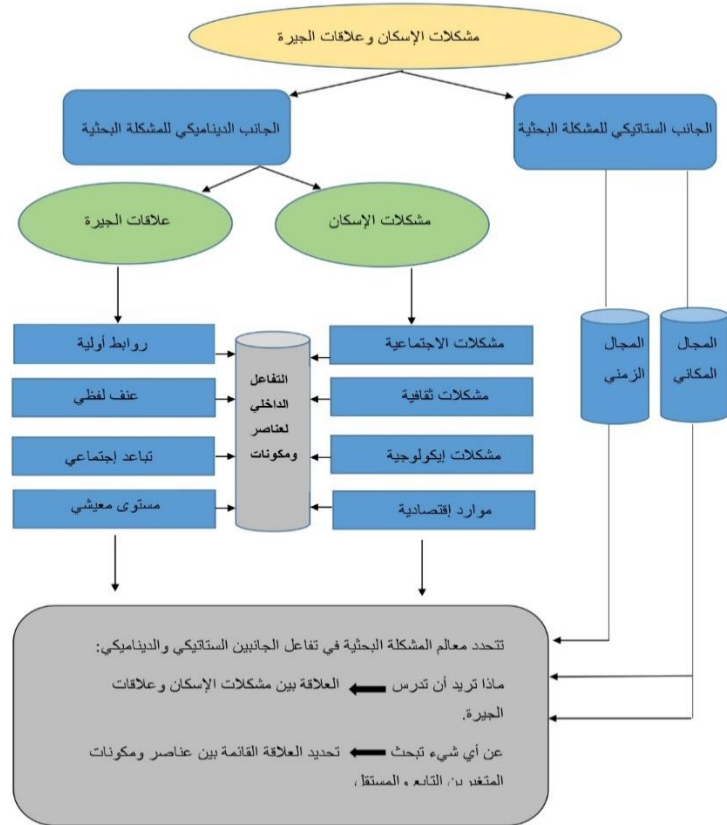 مشكلات الإسكان وعلاقات الجيرة
الجانب الستاتيكي للمشكلة البحثية
الجانب الديناميكي للمشكلة البحثية
مشكلات الإسكان
علاقات الجيرة
المجال
المكاني
المجال
الزمني
مشكلات الاجتماعية
مشكلات ثقافية
مشكلات إيكولوجية
موارد إقتصادية
التفاعل
الداخلي
لعناصر
ومكونات
روابط أولية
عنف لفظي
تباعد إجتماعي
مستوى معيشي
تتحدد معالم المشكلة البحثية في تفاعل الجانبين الستاتيكي والديناميكي:
ماذا تريد أن تدرس العلاقة بين مشكلات الإسكان وعلاقات
الجيرة.
عن أي شيء تبحث تحديد العلاقة القائمة بين عناصر ومكونات
المتغيرين التابع والمستقل